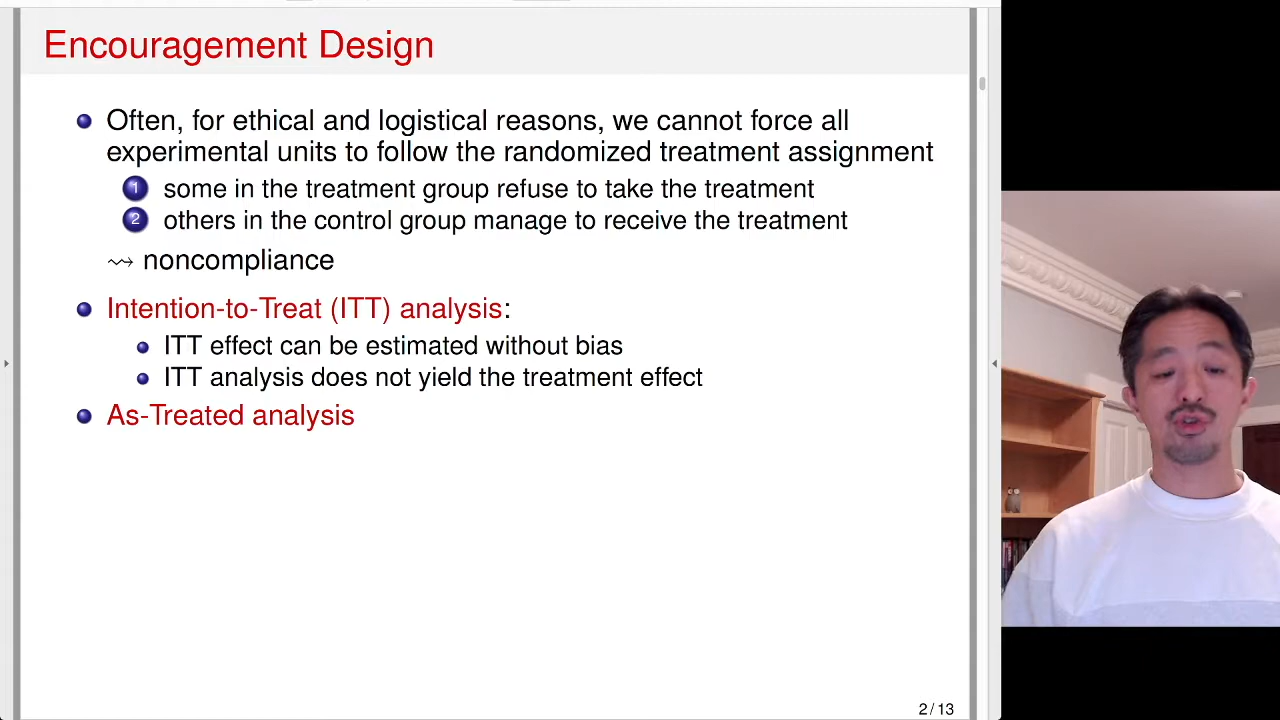 Encouragement Design
Often, for ethical and logistical reasons, we cannot force all
experimental units to follow the randomized treatment assignment
1 some in the treatment group refuse to take the treatment
2 others in the control group manage to receive the treatment
⇝ noncompliance
Intention-to-Treat (ITT) analysis:
ITT effect can be estimated without bias
ITT analysis does not yield the treatment effect
As-Treated analysis
2 / 13